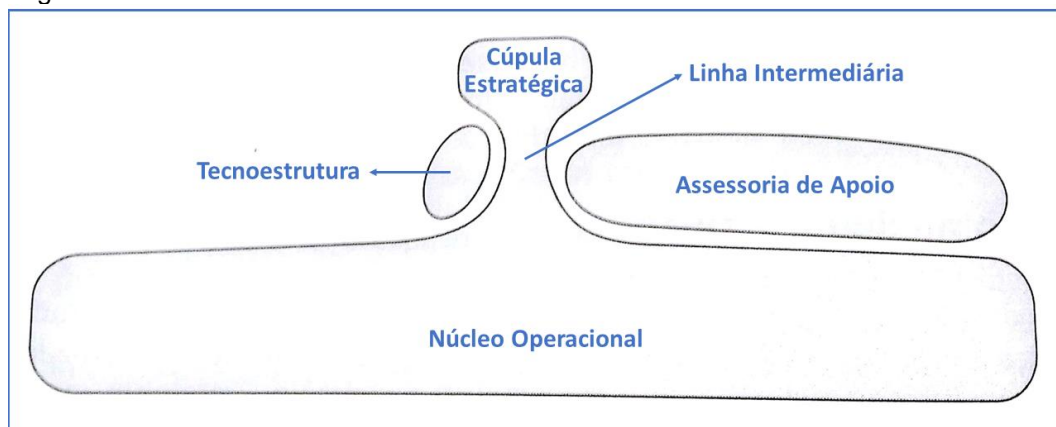 Cúpula
Estratégica
Linha Intermediária
Tecnoestrutura
Assessoria de Apoio
Núcleo Operacional